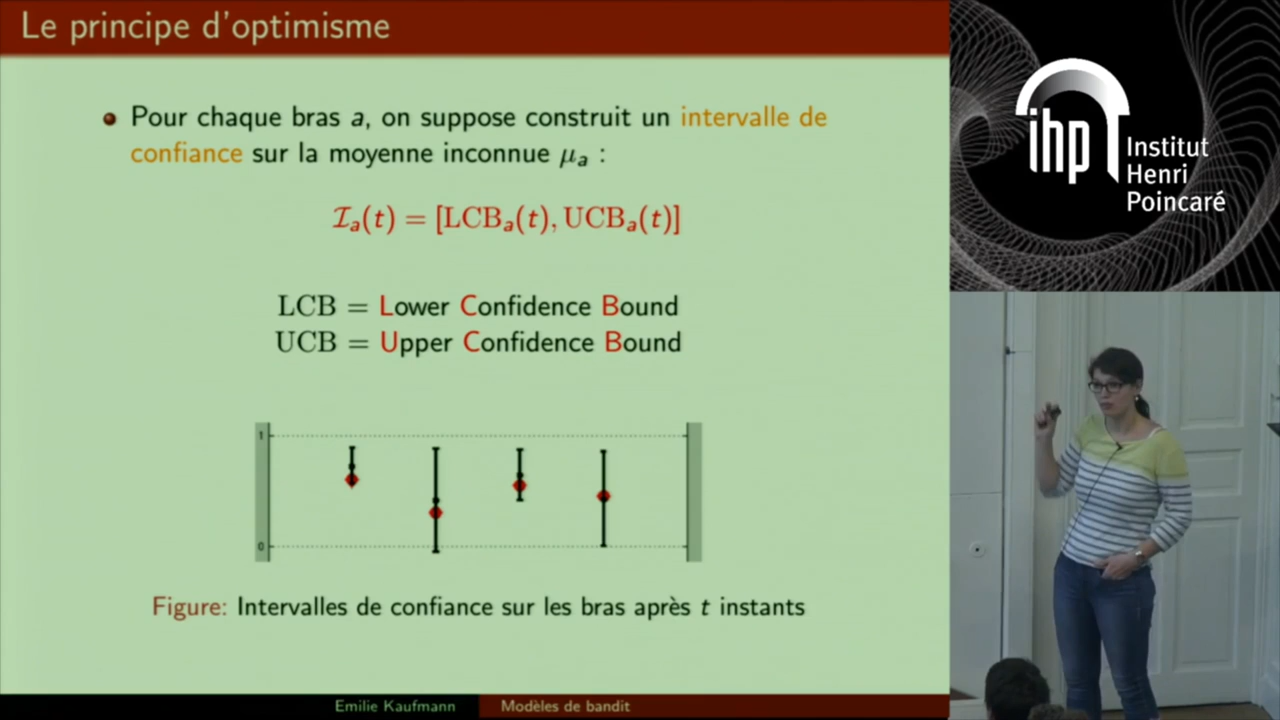 Le principe d'optimisme
Pour chaque bras a, on suppose construit un intervalle de
confiance sur la moyenne inconnue μₐ :
𝓘ₐ(t) = [LCBₐ(t), UCBₐ(t)]
LCB = Lower Confidence Bound
UCB = Upper Confidence Bound
1
0
Figure: Intervalles de confiance sur les bras après t instants
Emilie Kaufmann
Modèles de bandit
ihp
Institut
Henri
Poincaré